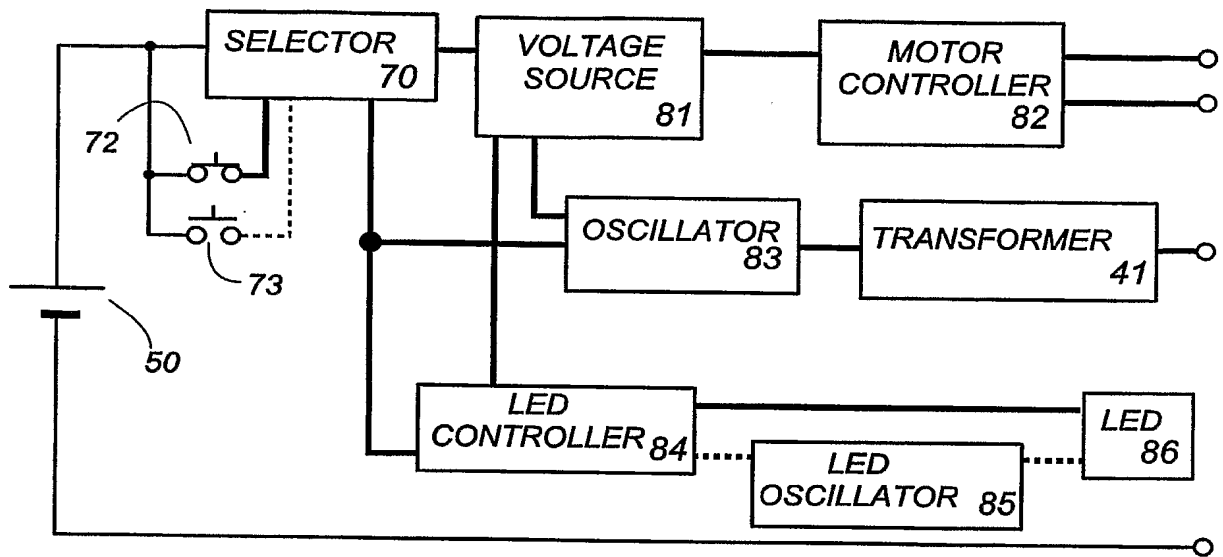 SELECTOR
70
VOLTAGE
SOURCE
81
MOTOR
CONTROLLER
82
72
73
50
OSCILLATOR
83
TRANSFORMER
41
LED
CONTROLLER 84
LED
OSCILLATOR 85
LED
86